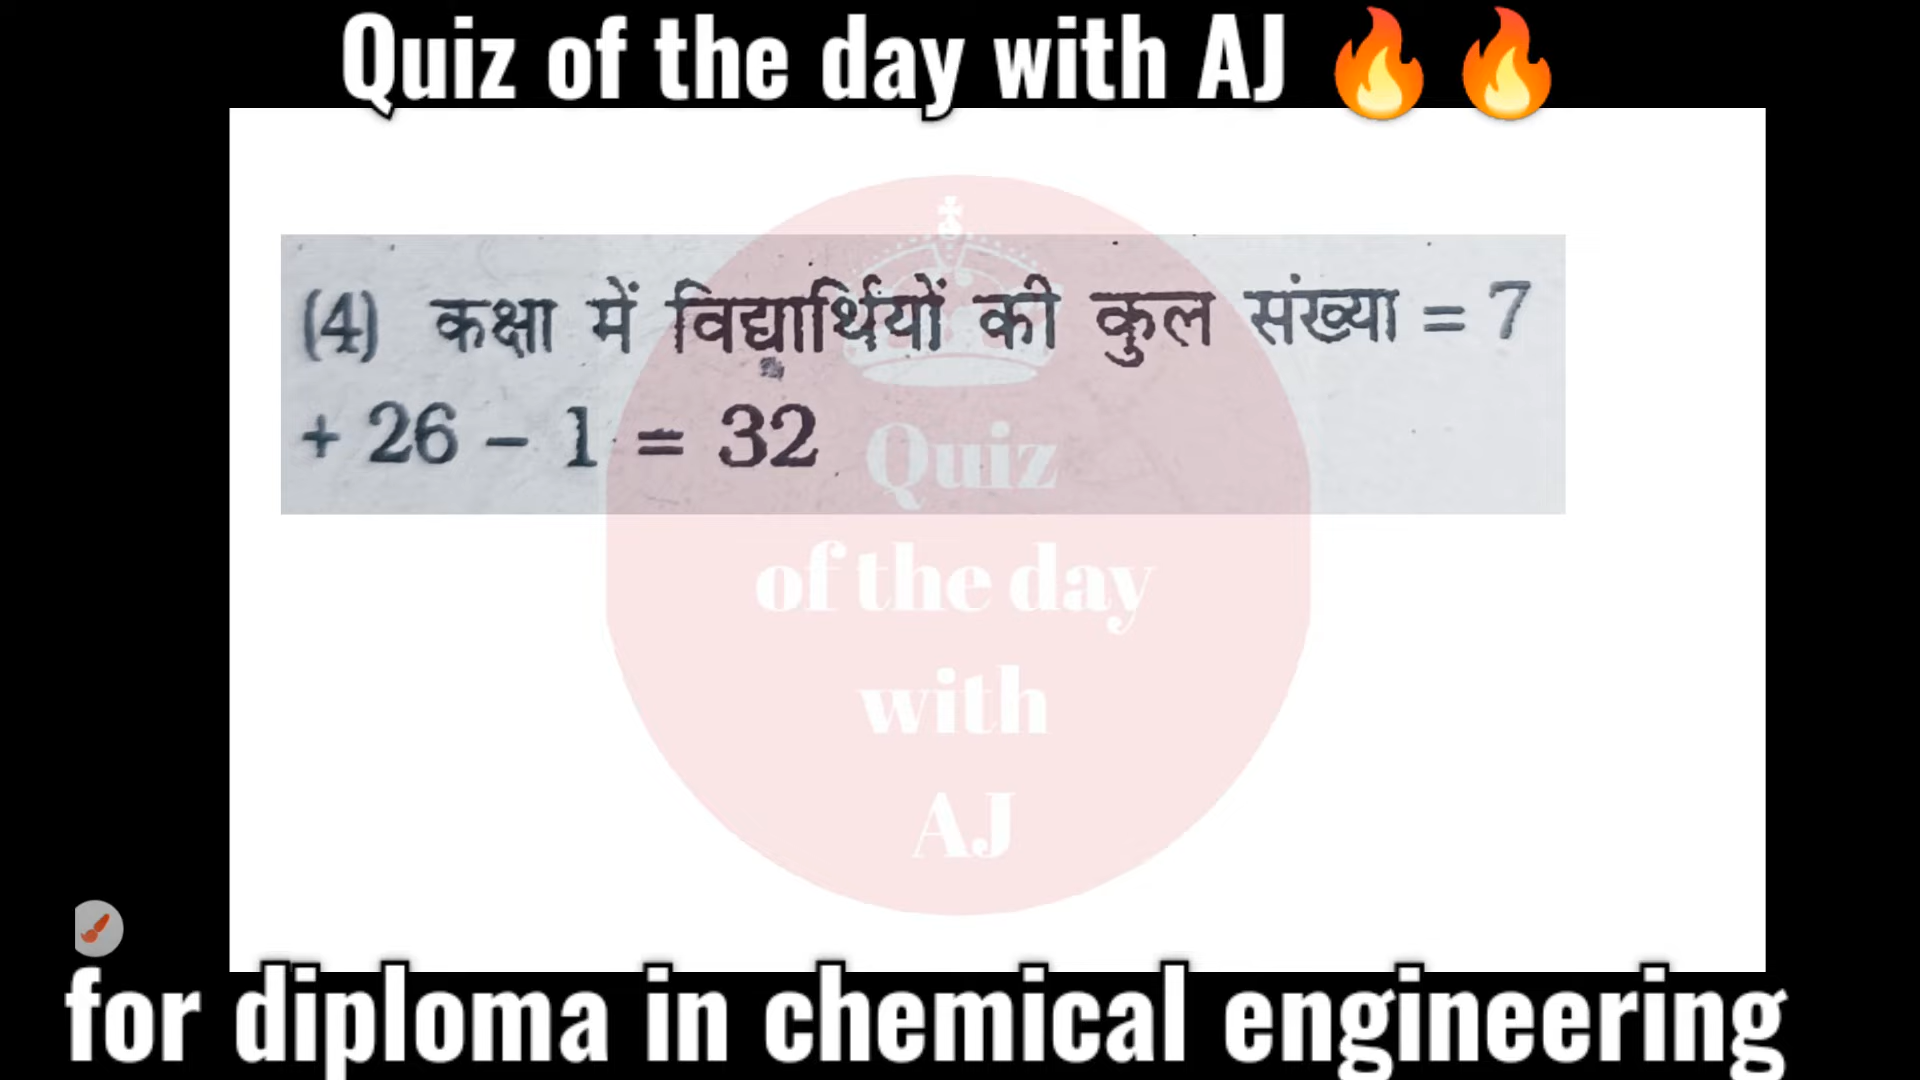 Quiz of the day with AJ 🔥🔥
(4) कक्षा में विद्यार्थियों की कुल संख्या = 7
+ 26 – 1 = 32
Quiz
of the day
with
AJ
for diploma in chemical engineering